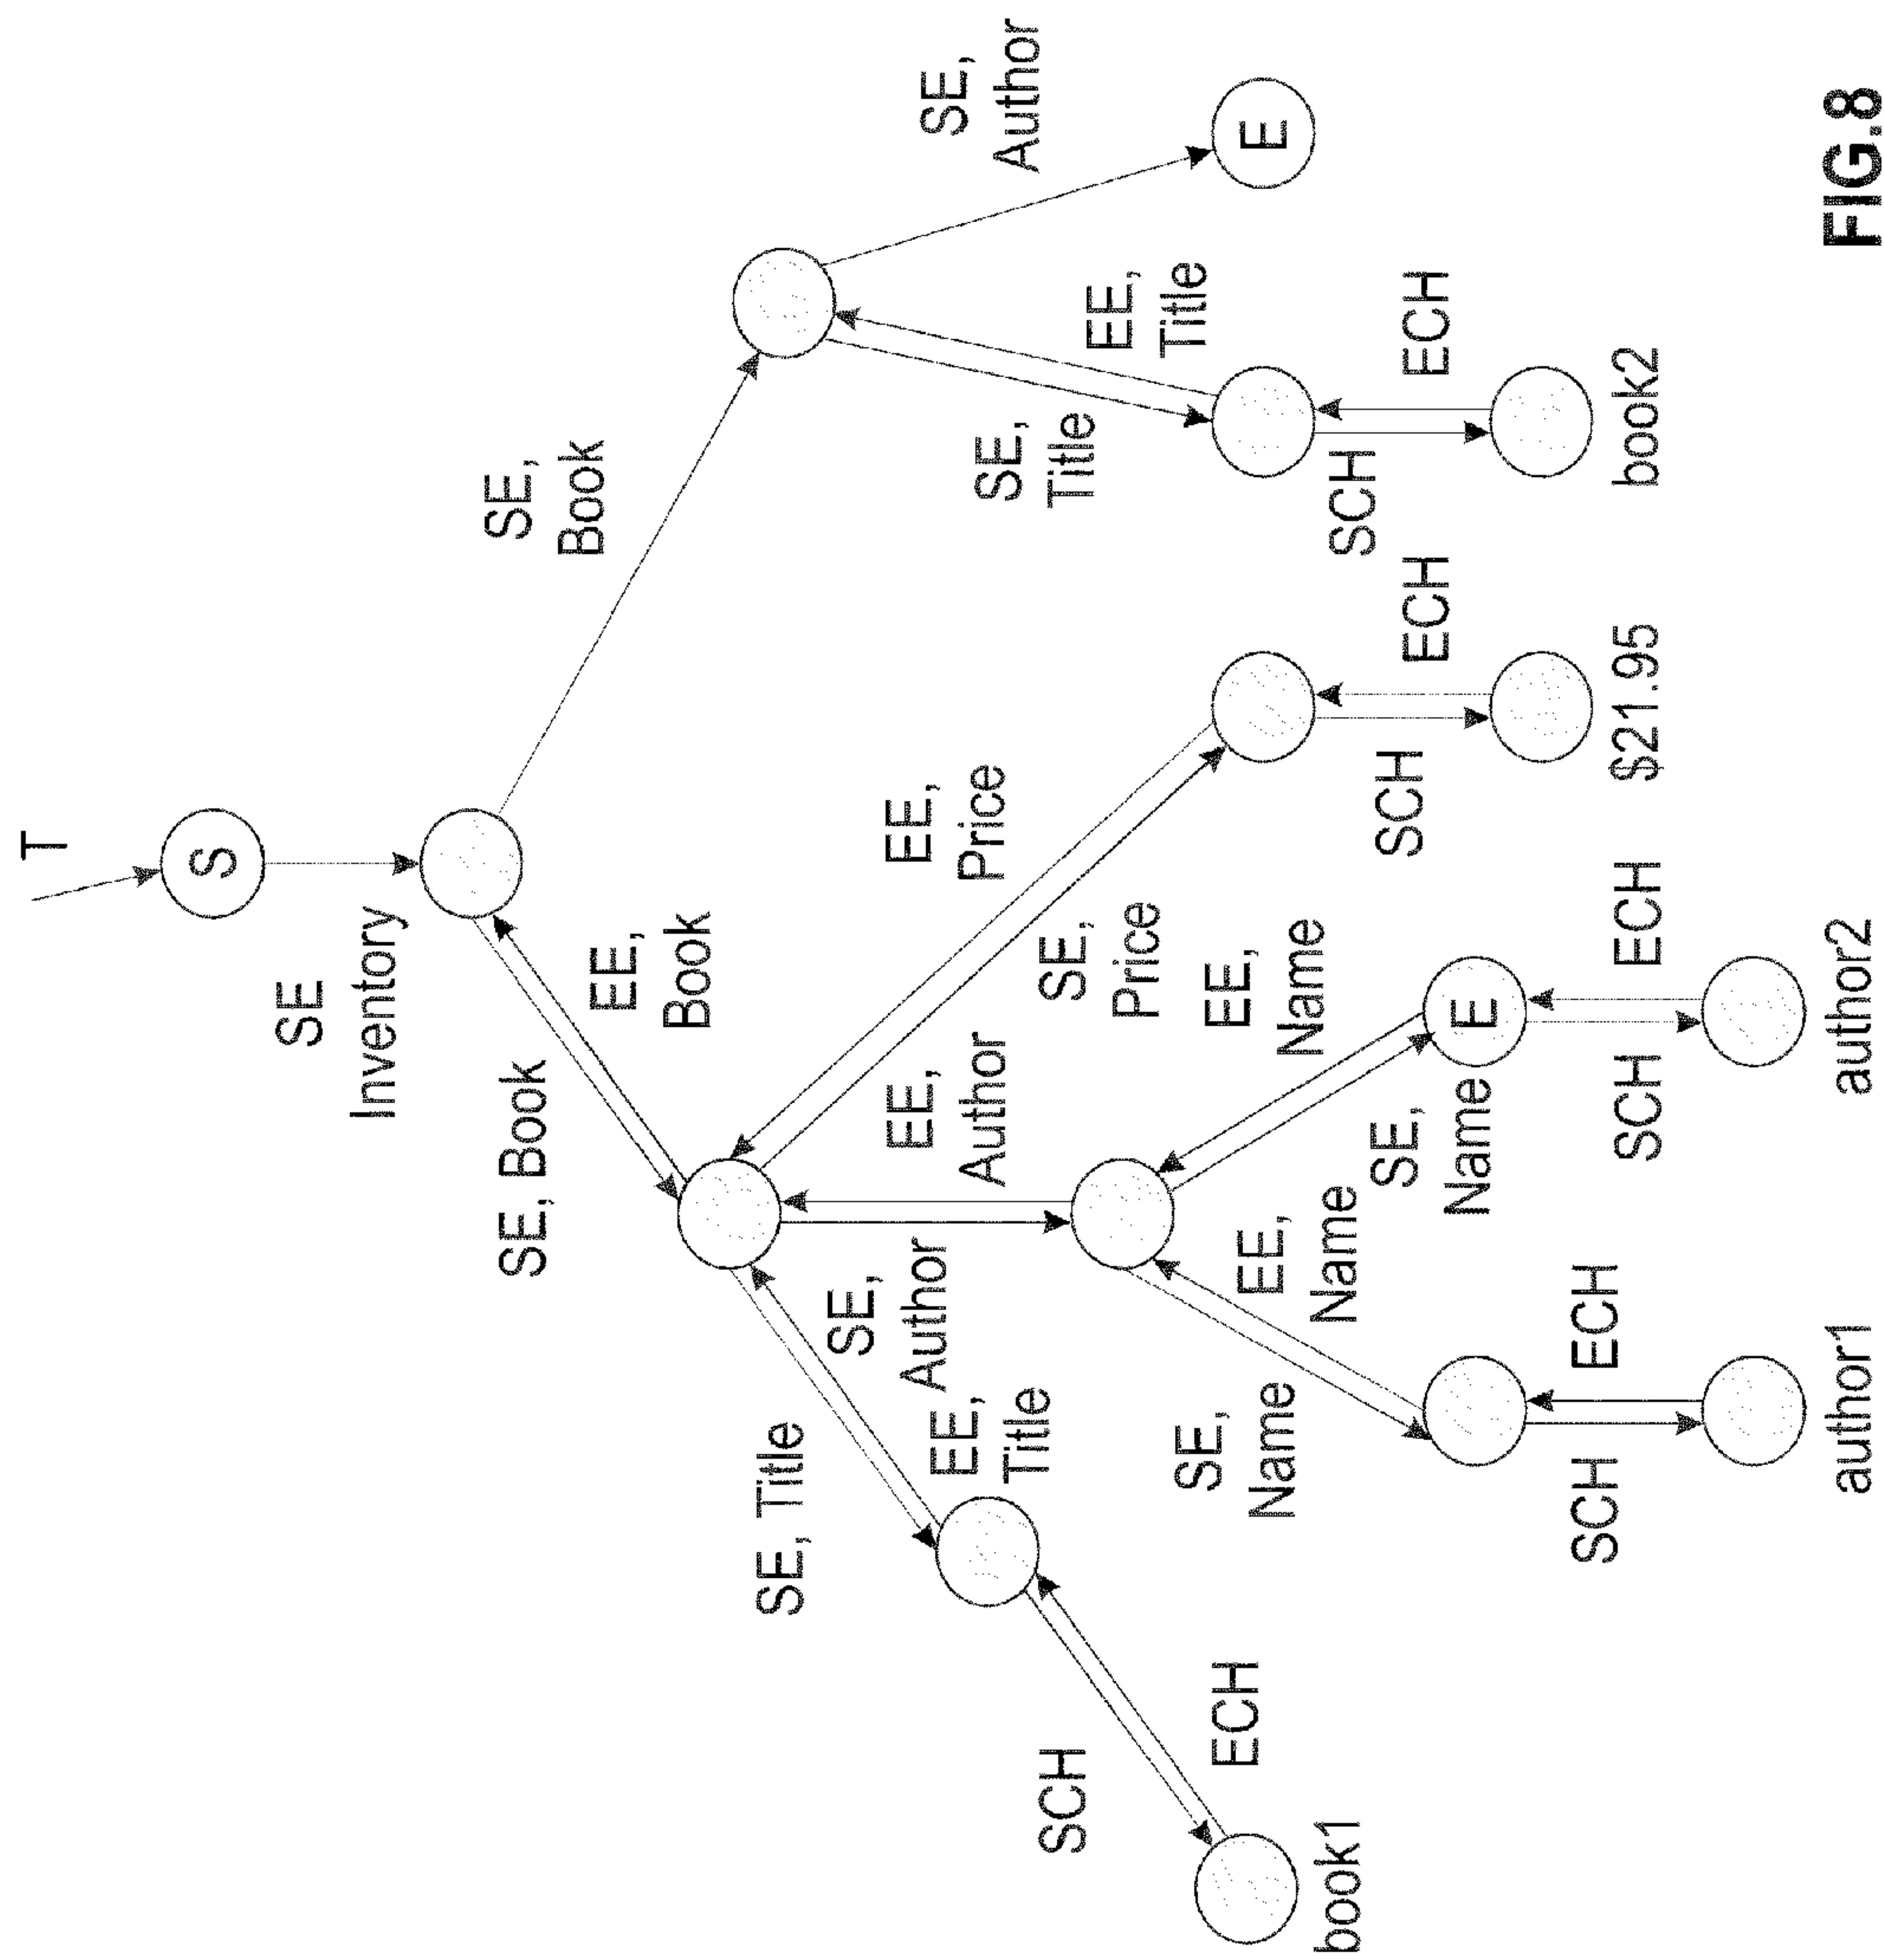 T
S
SE
Inventory
SE, Book
EE,
Book
SE,
Book
SE, Title
EE,
Title
SE,
Author
EE,
Author
SE,
Price
EE,
Price
SE,
Title
EE,
Title
SE,
Author
E
SCH
ECH
book1
SE,
Name
EE,
Name
SE,
Name
EE,
Name
E
SCH
ECH
author1
SCH
ECH
author2
SCH
ECH
$21.95
SCH
ECH
book2
FIG.8